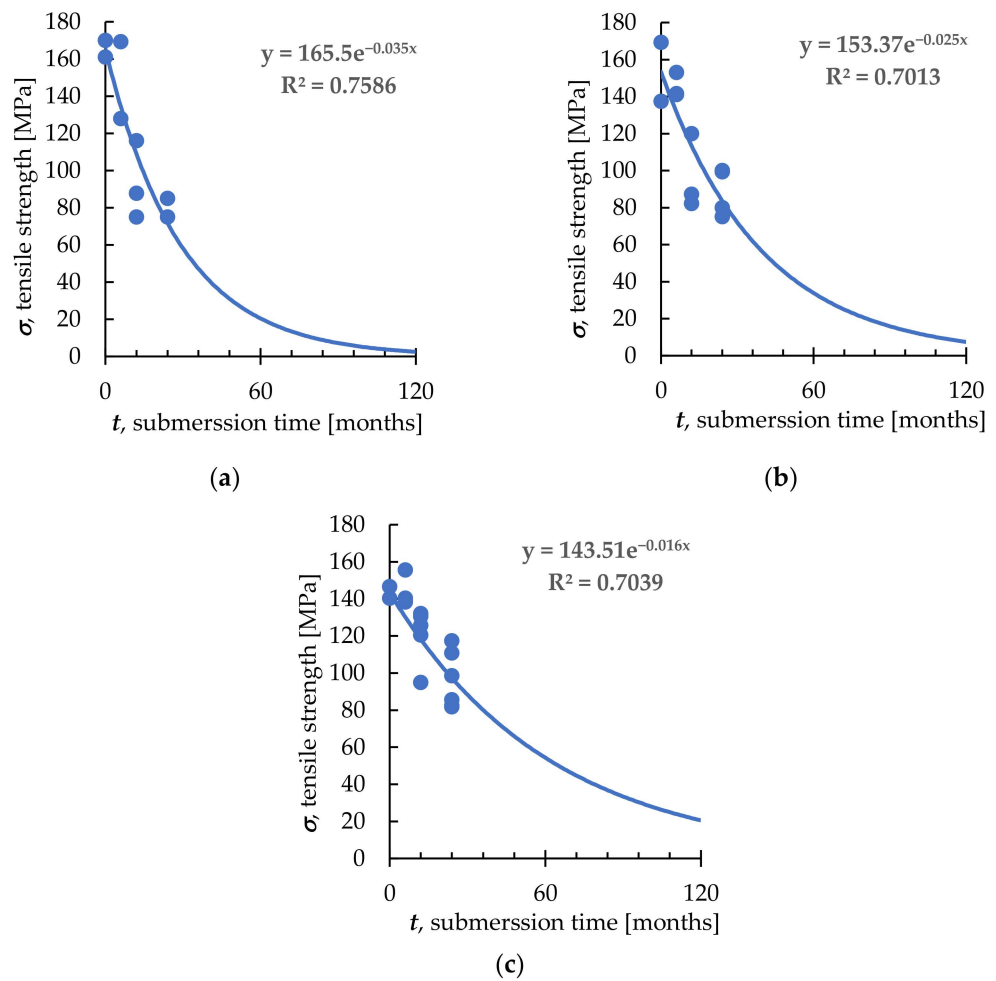 180
160
140
120
100
80
60
40
20
0
σ, tensile strength [MPa]
y = 165.5e⁻⁰·⁰³⁵ˣ
R² = 0.7586
0 60 120
t, submerssion time [months]
(a)
180
160
140
120
100
80
60
40
20
0
σ, tensile strength [MPa]
y = 153.37e⁻⁰·⁰²⁵ˣ
R² = 0.7013
0 60 120
t, submerssion time [months]
(b)
180
160
140
120
100
80
60
40
20
0
σ, tensile strength [MPa]
y = 143.51e⁻⁰·⁰¹⁶ˣ
R² = 0.7039
0 60 120
t, submerssion time [months]
(c)